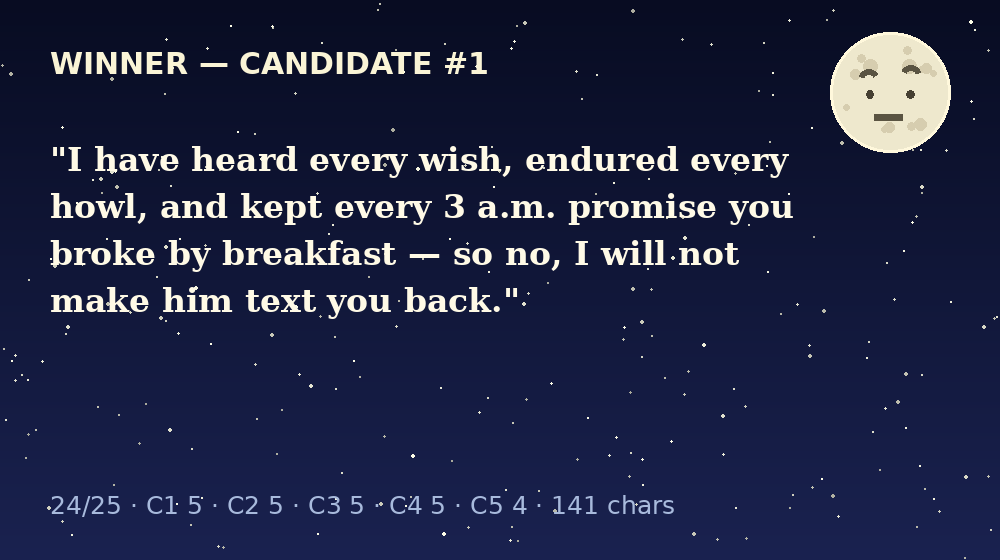 WINNER — CANDIDATE #1
"I have heard every wish, endured every
howl, and kept every 3 a.m. promise you
broke by breakfast — so no, I will not
make him text you back."
24/25 · C1 5 · C2 5 · C3 5 · C4 5 · C5 4 · 141 chars